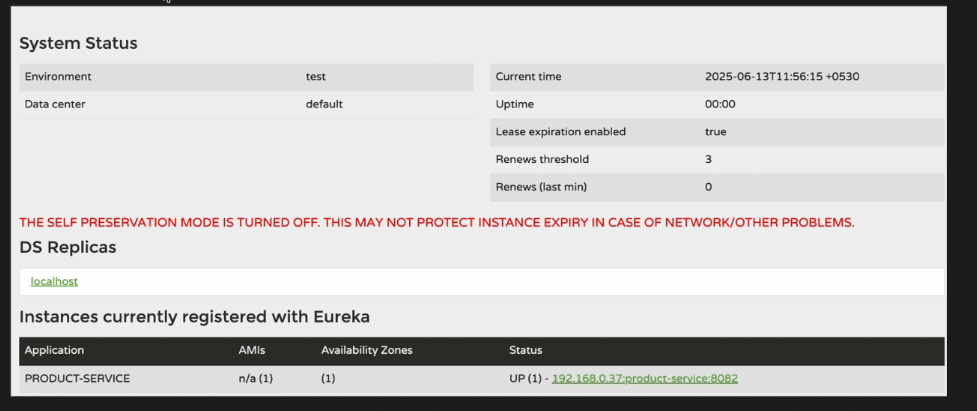 System Status
Environment test
Data center default
Current time 2025-06-13T11:56:15 +0530
Uptime 00:00
Lease expiration enabled true
Renews threshold 3
Renews (last min) 0
THE SELF PRESERVATION MODE IS TURNED OFF. THIS MAY NOT PROTECT INSTANCE EXPIRY IN CASE OF NETWORK/OTHER PROBLEMS.
DS Replicas
localhost
Instances currently registered with Eureka
Application AMIs Availability Zones Status
PRODUCT-SERVICE n/a (1) (1) UP (1) - 192.168.0.37:product-service:8082